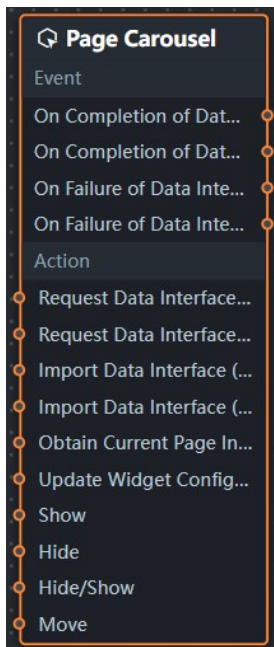 Page Carousel
Event
On Completion of Dat...
On Completion of Dat...
On Failure of Data Inte...
On Failure of Data Inte...
Action
Request Data Interface...
Request Data Interface...
Import Data Interface (...
Import Data Interface (...
Obtain Current Page In...
Update Widget Config...
Show
Hide
Hide/Show
Move